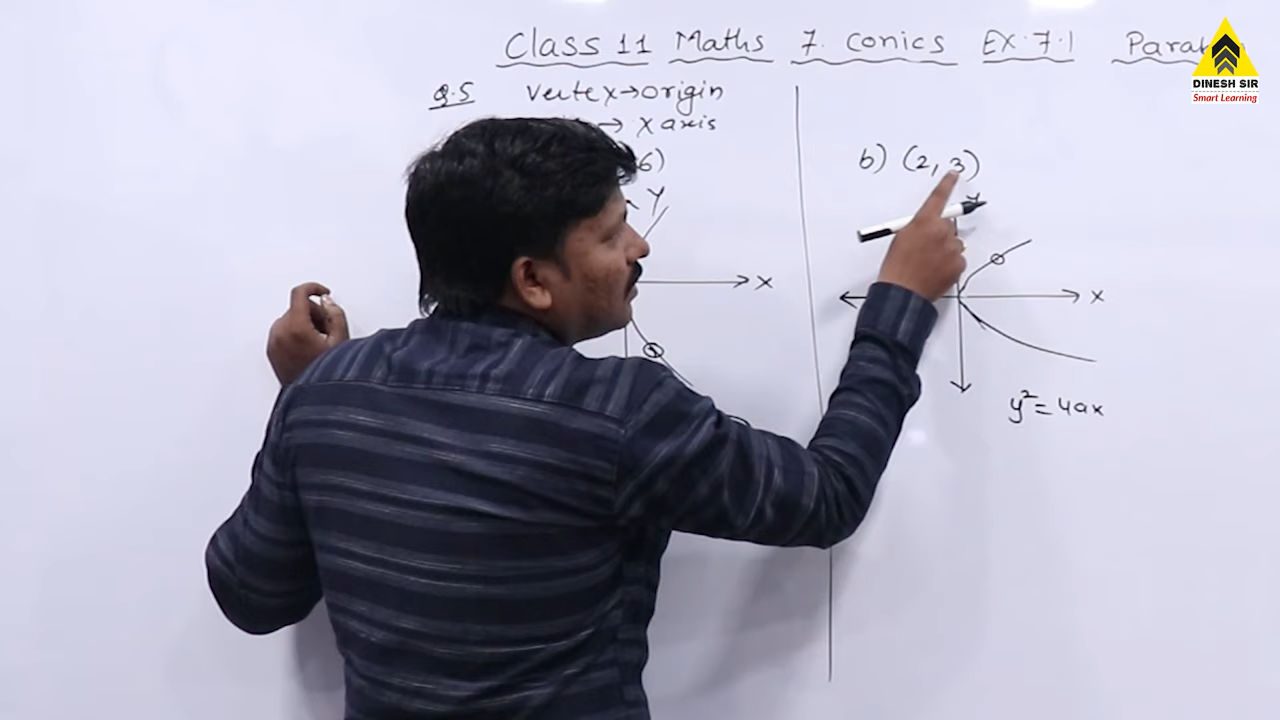 Class 11 Maths 7. Conics Ex. 7.1
Q.5 Vertex → origin
→ X axis
6)
Y
X
b) (2, 3)
Y
X
y² = 4ax
DINESH SIR
Smart Learning